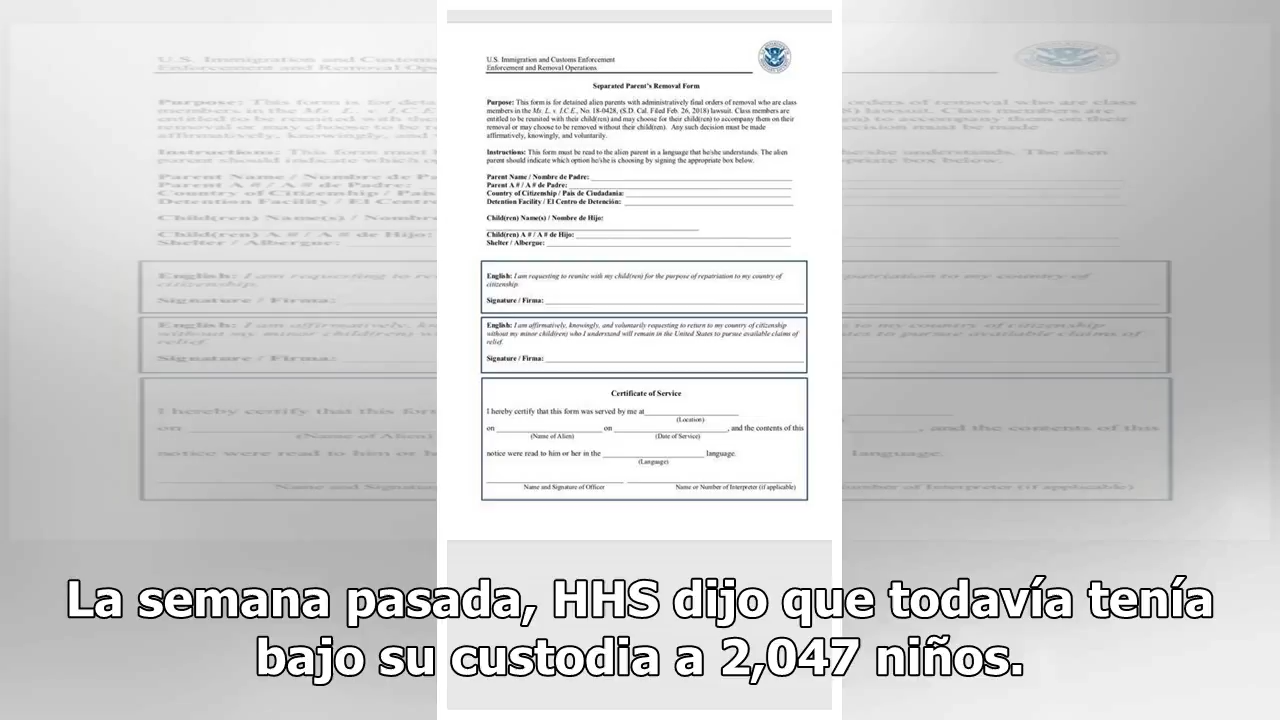 U.S. Immigration and Customs Enforcement
Enforcement and Removal Operations
Separated Parent's Removal Form
Purpose: This form is for detained alien parents with administratively final orders of removal who are class
members in the Ms. L. v. I.C.E., No. 18-0428, (S.D. Cal. Filed Feb. 26, 2018) lawsuit. Class members are
entitled to be reunited with their child(ren) and may choose for their child(ren) to accompany them on their
removal or may choose to be removed without their child(ren). Any such decision must be made
affirmatively, knowingly, and voluntarily.
Instructions: This form must be read to the alien parent in a language that he/she understands. The alien
parent should indicate which option he/she is choosing by signing the appropriate box below.
Parent Name / Nombre de Padre:
Parent A # / A # de Padre:
Country of Citizenship / Pais de Ciudadania:
Detention Facility / El Centro de Detención:
Child(ren) Name(s) / Nombre de Hijo:
Child(ren) A # / A # de Hijo:
Shelter / Albergue:
English: I am requesting to reunite with my child(ren) for the purpose of repatriation to my country of
citizenship.
Signature / Firma:
English: I am affirmatively, knowingly, and voluntarily requesting to return to my country of citizenship
without my minor child(ren) who I understand will remain in the United States to pursue available claims of
relief.
Signature / Firma:
Certificate of Service
I hereby certify that this form was served by me at
(Location)
on on , and the contents of this
(Name of Alien) (Date of Service)
notice were read to him or her in the language.
(Language)
Name and Signature of Officer Name or Number of Interpreter (if applicable)
La semana pasada, HHS dijo que todavía tenía
bajo su custodia a 2,047 niños.